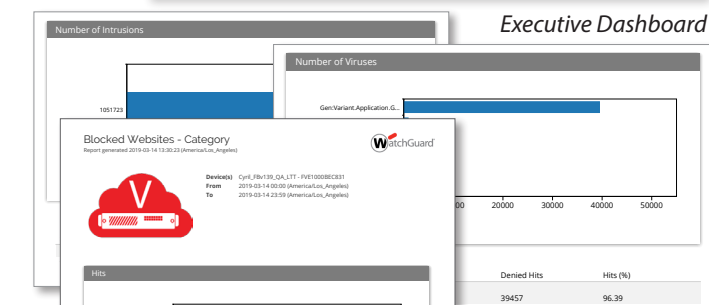 Executive Dashboard
Number of Intrusions
1051723
Number of Viruses
Gen:Variant.Application.G...
00 20000 30000 40000 50000
Denied Hits Hits (%)
39457 96.39
Blocked Websites - Category
Report generated 2019-03-14 13:30:23 (America/Los_Angeles)
WatchGuard
Device(s) Cyril_FBv139_QA_LTT - FVE1000BEC831
From 2019-03-14 00:00 (America/Los_Angeles)
To 2019-03-14 23:59 (America/Los_Angeles)
V
Hits